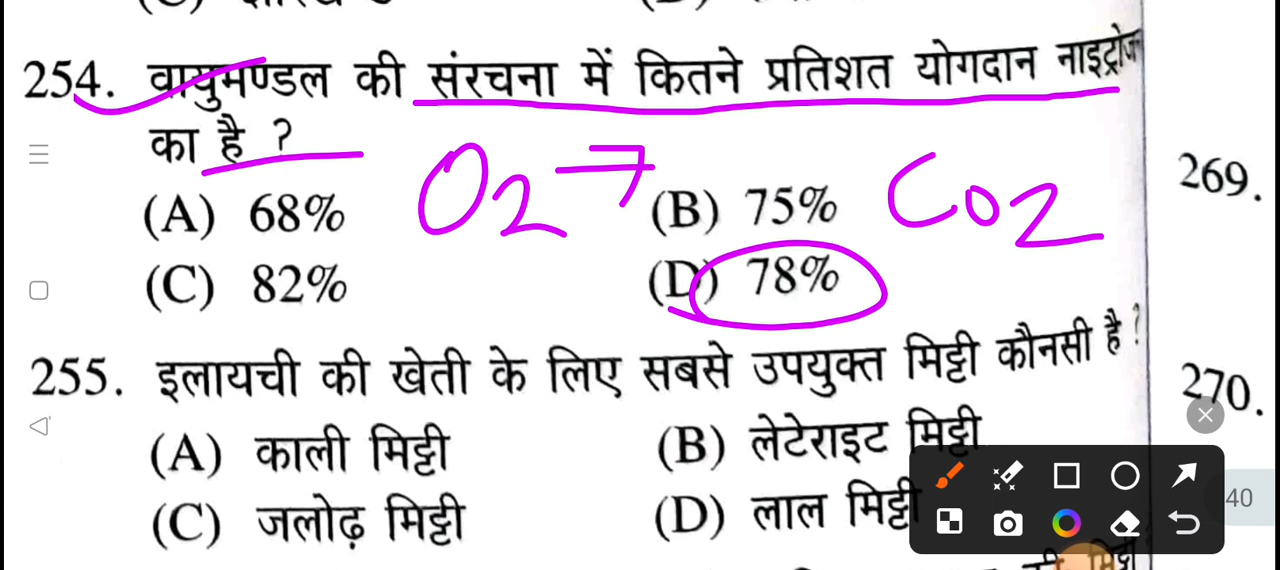 254. वायुमण्डल की संरचना में कितने प्रतिशत योगदान नाइट्रोज
का है ?
O2 7 CO2
(A) 68% (B) 75%
(C) 82% (D) 78%
255. इलायची की खेती के लिए सबसे उपयुक्त मिट्टी कौनसी है ?
(A) काली मिट्टी (B) लेटेराइट मिट्टी
(C) जलोढ़ मिट्टी (D) लाल मिट्टी
269.
270.
40